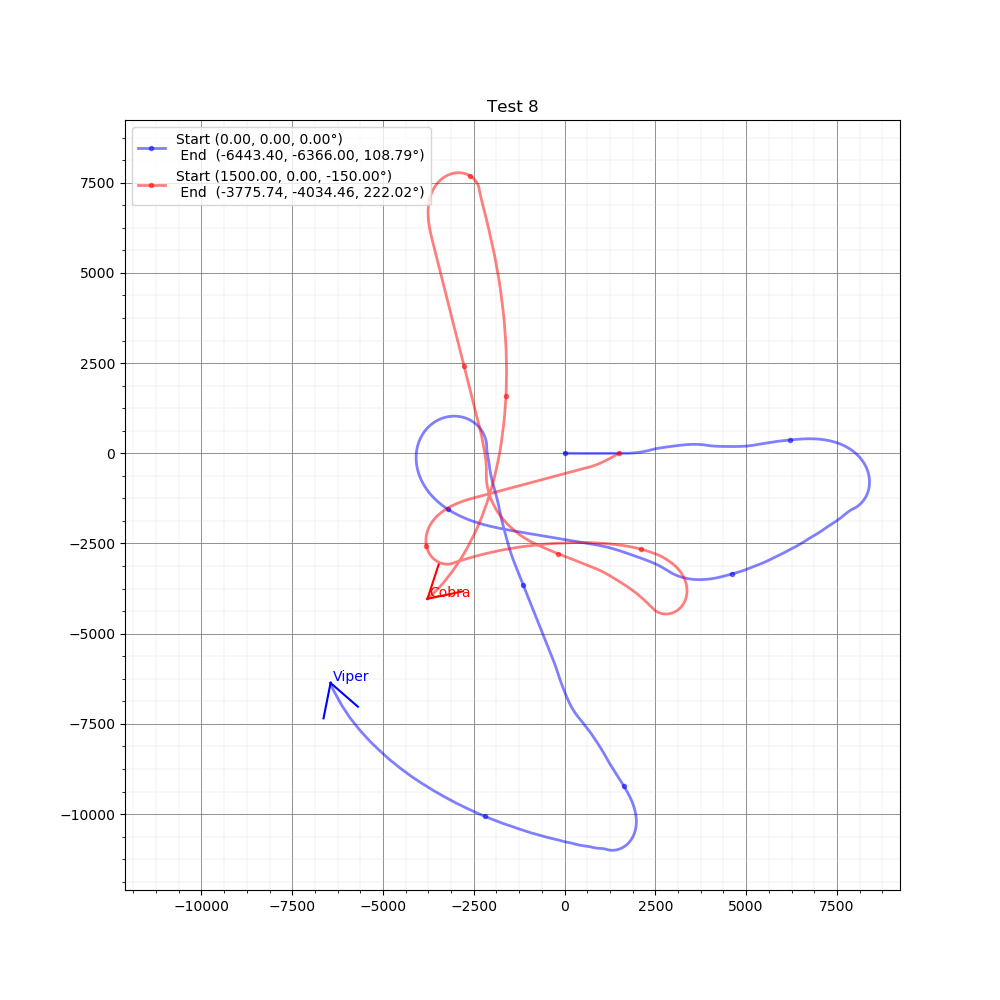 Test 8
Start (0.00, 0.00, 0.00°)
End (-6443.40, -6366.00, 108.79°)
Start (1500.00, 0.00, -150.00°)
End (-3775.74, -4034.46, 222.02°)
7500
5000
2500
0
−2500
−5000
−7500
−10000
Cobra
Viper
−10000 −7500 −5000 −2500 0 2500 5000 7500